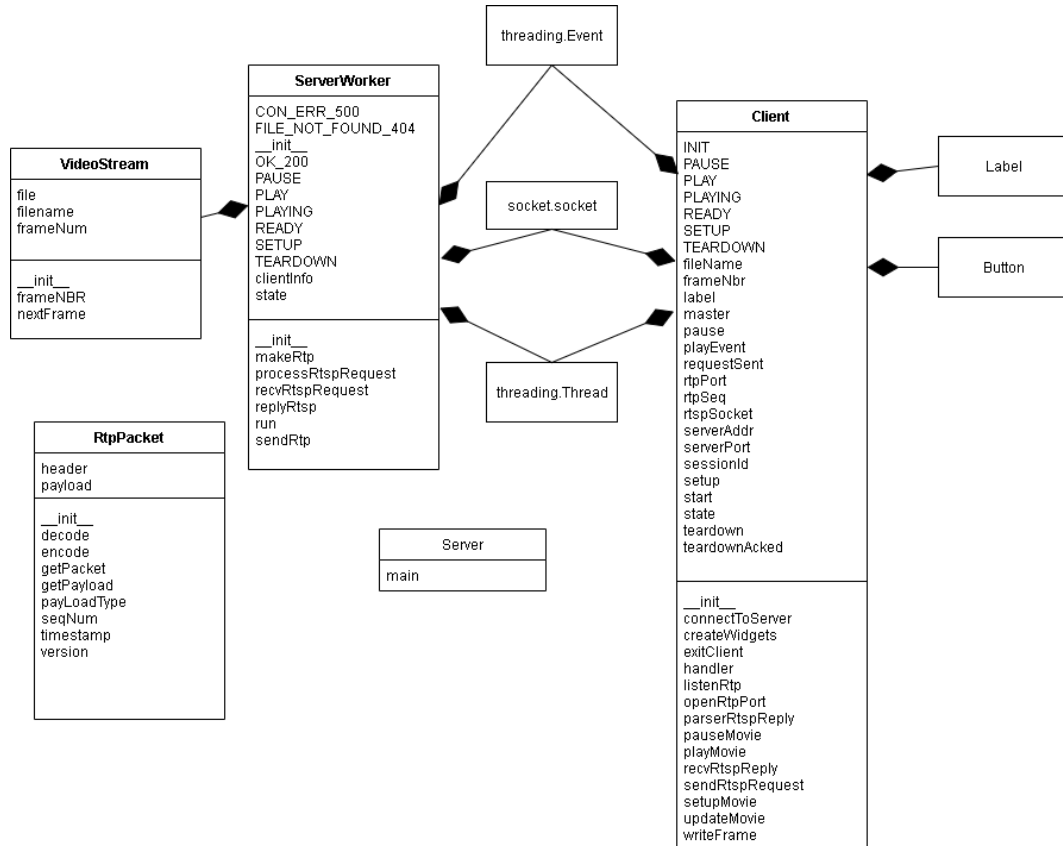 threading.Event
ServerWorker
CON_ERR_500
FILE_NOT_FOUND_404
__init__
OK_200
PAUSE
PLAY
PLAYING
READY
SETUP
TEARDOWN
clientInfo
state
__init__
makeRtp
processRtspRequest
recvRtspRequest
replyRtsp
run
sendRtp
VideoStream
file
filename
frameNum
__init__
frameNBR
nextFrame
socket.socket
threading.Thread
Client
INIT
PAUSE
PLAY
PLAYING
READY
SETUP
TEARDOWN
fileName
frameNbr
label
master
pause
playEvent
requestSent
rtpPort
rtpSeq
rtspSocket
serverAddr
serverPort
sessionId
setup
start
state
teardown
teardownAcked
__init__
connectToServer
createWidgets
exitClient
handler
listenRtp
openRtpPort
parserRtspReply
pauseMovie
playMovie
recvRtspReply
sendRtspRequest
setupMovie
updateMovie
writeFrame
Label
Button
RtpPacket
header
payload
__init__
decode
encode
getPacket
getPayload
payLoadType
seqNum
timestamp
version
Server
main